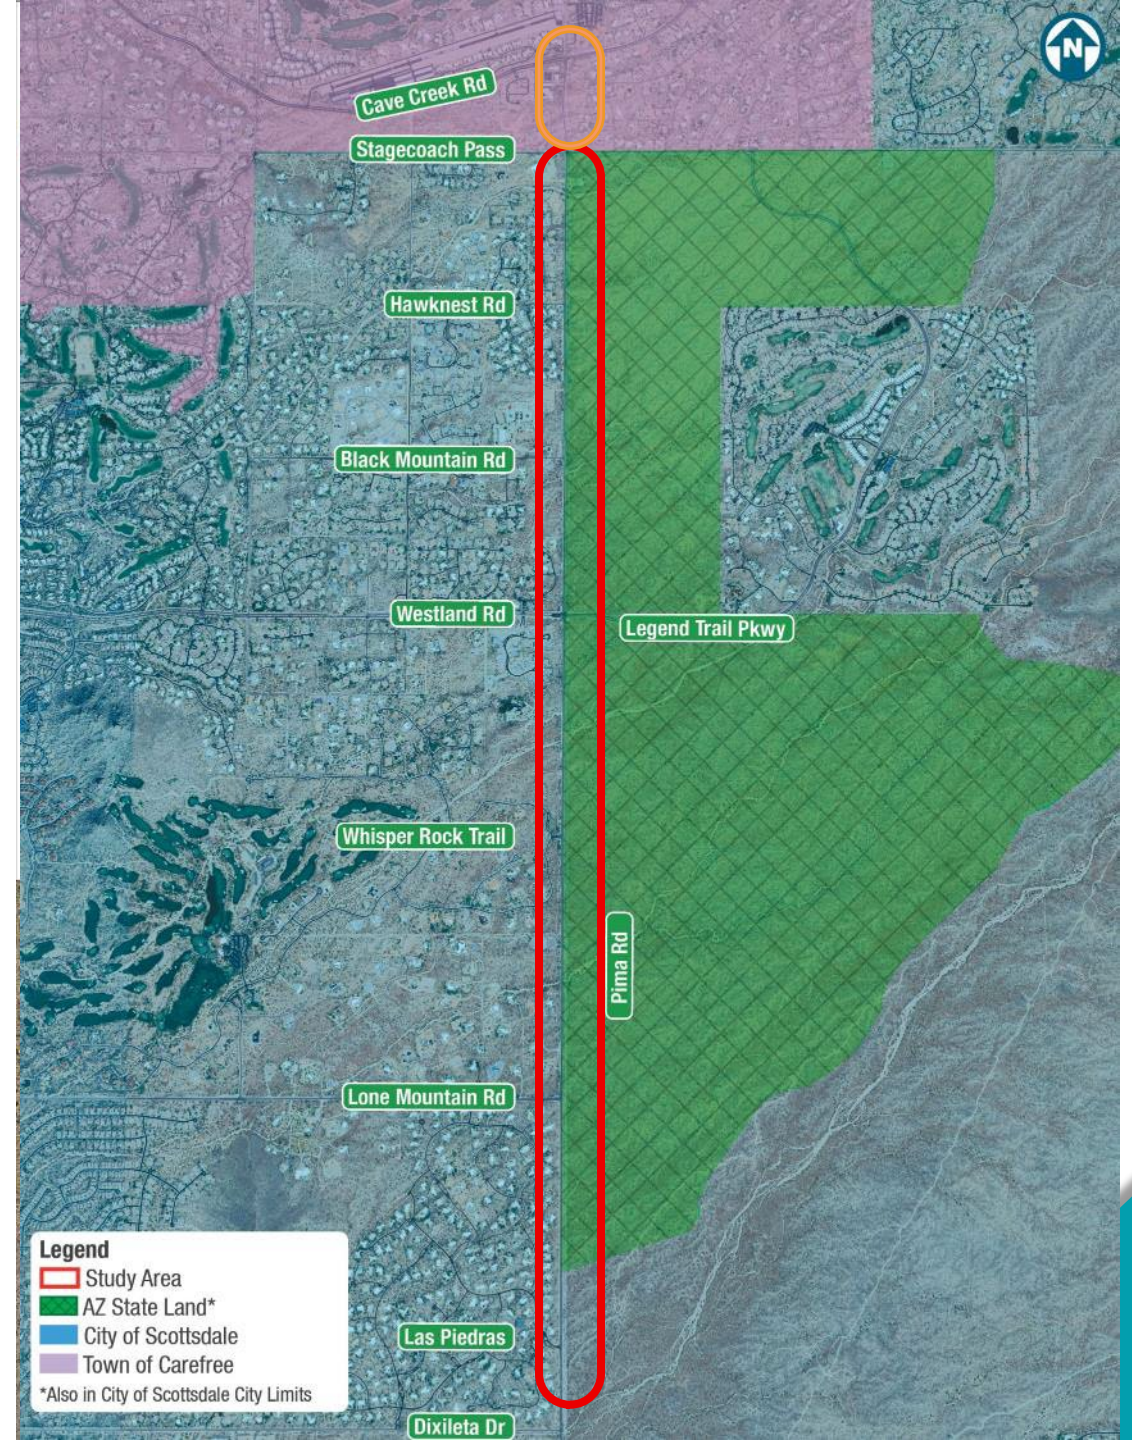 N
Cave Creek Rd
Stagecoach Pass
Hawknest Rd
Black Mountain Rd
Westland Rd
Legend Trail Pkwy
Whisper Rock Trail
Pima Rd
Lone Mountain Rd
Legend
Study Area
AZ State Land*
City of Scottsdale
Town of Carefree
*Also in City of Scottsdale City Limits
Las Piedras
Dixileta Dr